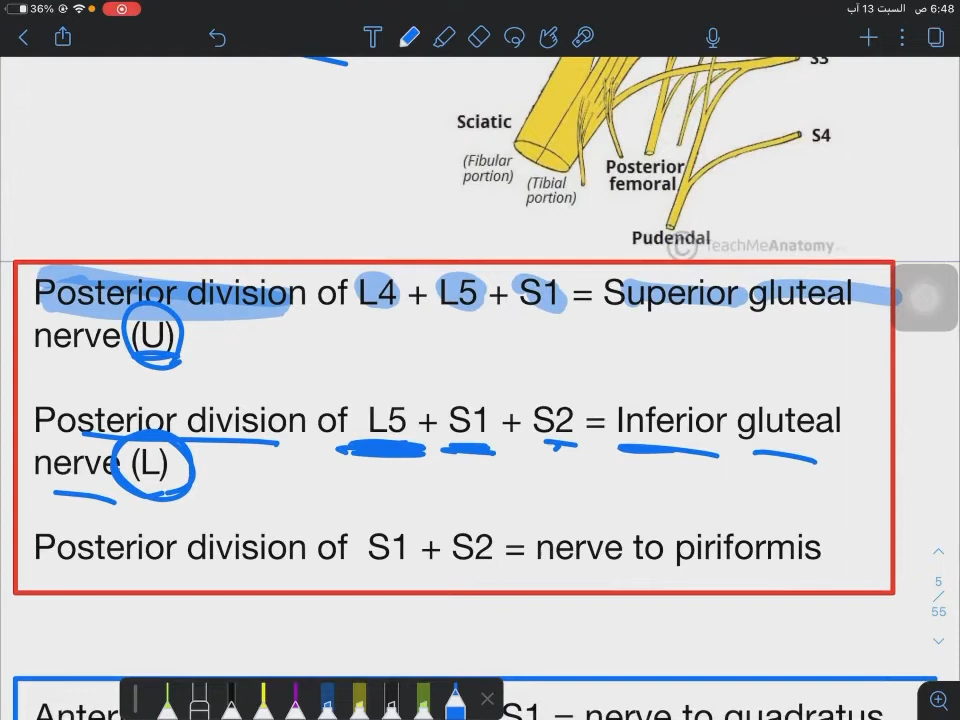 36%
6:48 ص السبت 13 آب
S3
Sciatic
S4
(Fibular
portion)
(Tibial
portion)
Posterior
femoral
Pudendal
© TeachMeAnatomy
Posterior division of L4 + L5 + S1 = Superior gluteal
nerve (U)
Posterior division of L5 + S1 + S2 = Inferior gluteal
nerve (L)
Posterior division of S1 + S2 = nerve to piriformis
5
/
55
S1 = nerve to quadratus